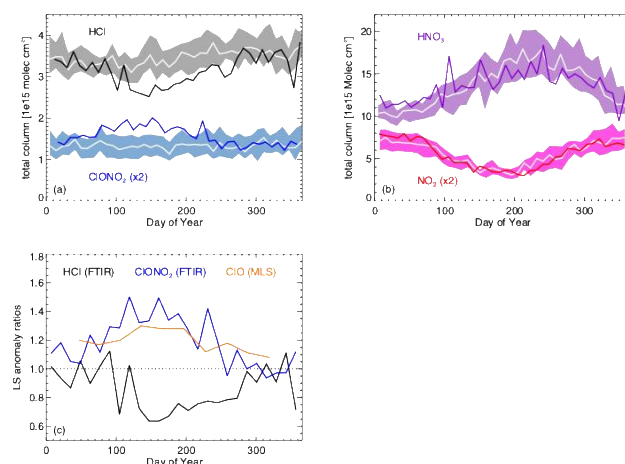 total column [1e15 Molec cm⁻²]
4
3
2
1
0
HCl
ClONO₂ (x2)
(a)
0 100 200 300
Day of Year
total column [1e15 Molec cm⁻²]
20
15
10
5
0
HNO₃
NO₂ (x2)
(b)
0 100 200 300
Day of Year
LS anomaly ratios
1.8
1.6
1.4
1.2
1.0
0.8
0.6
HCl (FTIR) ClONO₂ (FTIR) ClO (MLS)
(c)
0 100 200 300
Day of Year